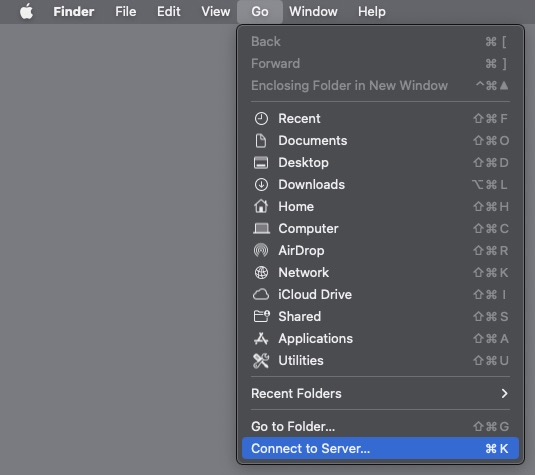 Finder File Edit View Go Window Help
Back ⌘ [
Forward ⌘ ]
Enclosing Folder in New Window ^⌘▲
Recent ⇧⌘F
Documents ⇧⌘O
Desktop ⇧⌘D
Downloads ⌥⌘L
Home ⇧⌘H
Computer ⇧⌘C
AirDrop ⇧⌘R
Network ⇧⌘K
iCloud Drive ⇧⌘I
Shared ⇧⌘S
Applications ⇧⌘A
Utilities ⇧⌘U
Recent Folders
Go to Folder... ⇧⌘G
Connect to Server... ⌘K